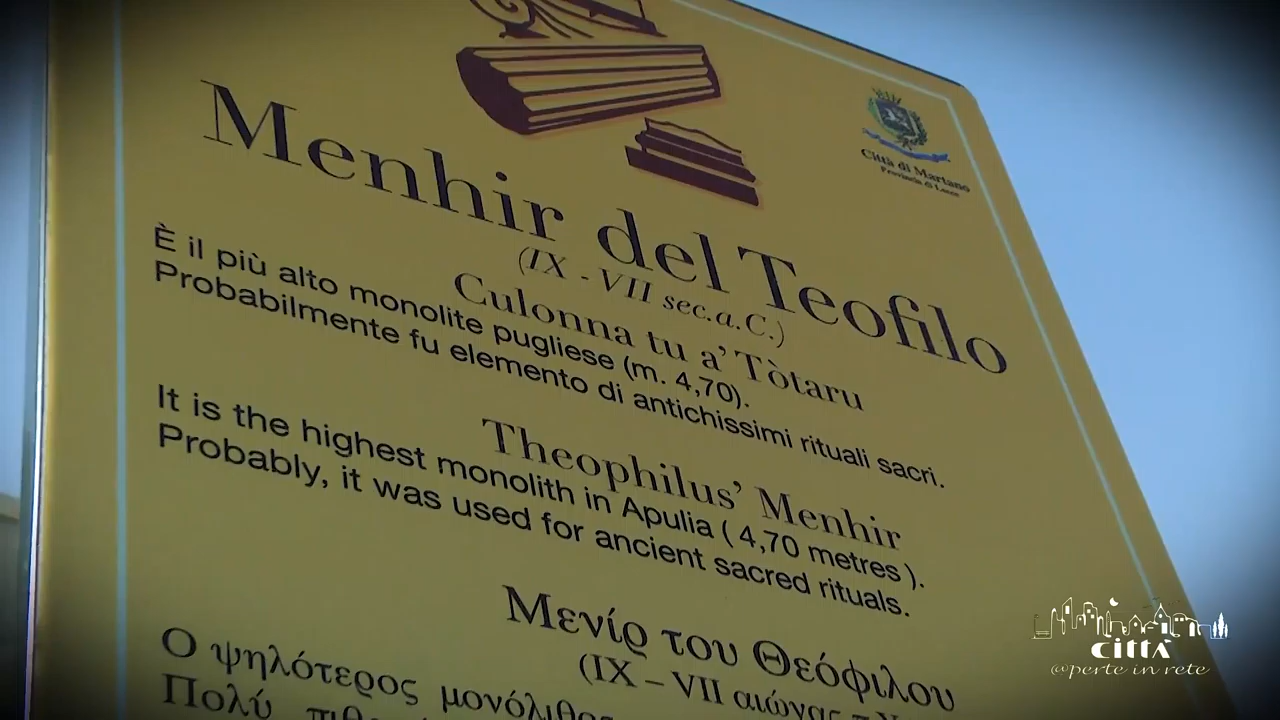 Città di Martano
Provincia di Lecce
Menhir del Teofilo
(IX - VII sec.a.C.)
Culonna tu a' Tòtaru
È il più alto monolite pugliese (m. 4,70).
Probabilmente fu elemento di antichissimi rituali sacri.
Theophilus' Menhir
It is the highest monolith in Apulia ( 4,70 metres ).
Probably, it was used for ancient sacred rituals.
Μενίρ του Θεόφιλου
(IX – VII αιώνας π.Χ
Ο ψηλότερος μονόλιθος
Πολύ
CITTÀ
@perte in rete